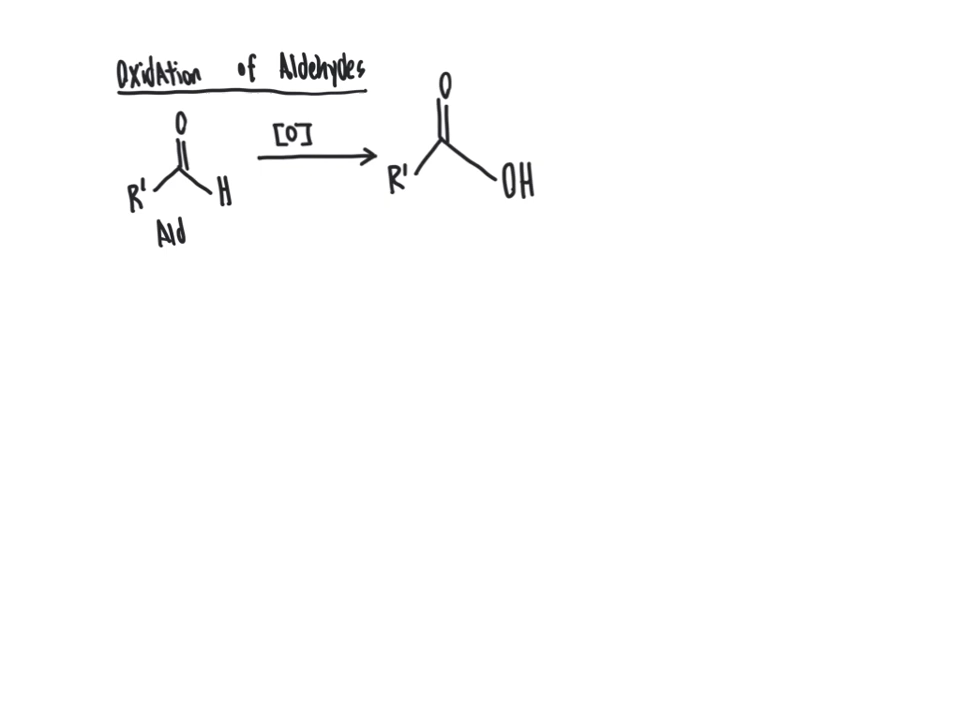 Oxidation of Aldehydes
O
R' H
Ald
[O]
O
R' OH